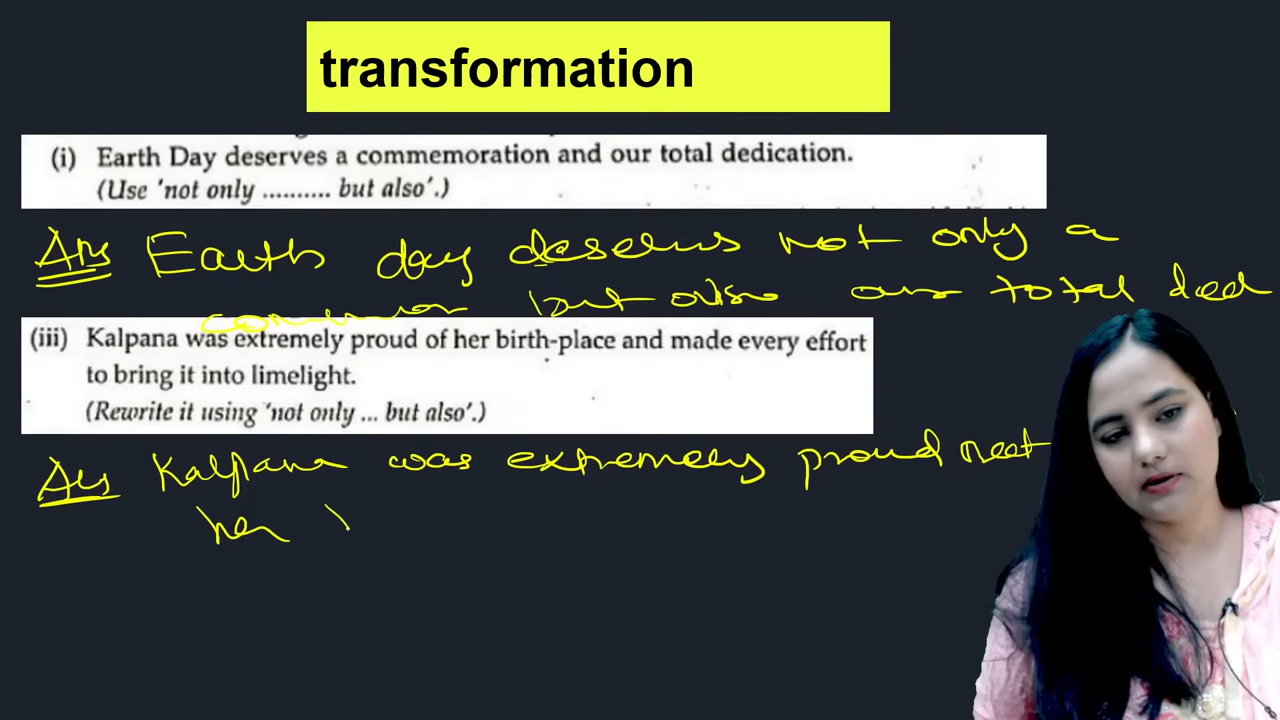 transformation
(i) Earth Day deserves a commemoration and our total dedication.
(Use 'not only .......... but also'.)
Ans Earth day deserves not only a
commor but also our total ded
(iii) Kalpana was extremely proud of her birth-place and made every effort
to bring it into limelight.
(Rewrite it using 'not only ... but also'.)
Ans Kalpana was extremely proud
her